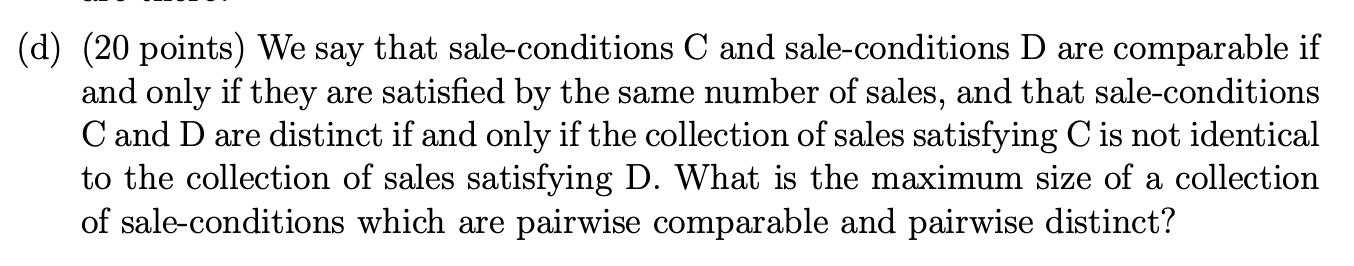 (d) (20 points) We say that sale-conditions C and sale-conditions D are comparable if
and only if they are satisfied by the same number of sales, and that sale-conditions
C and D are distinct if and only if the collection of sales satisfying C is not identical
to the collection of sales satisfying D. What is the maximum size of a collection
of sale-conditions which are pairwise comparable and pairwise distinct?